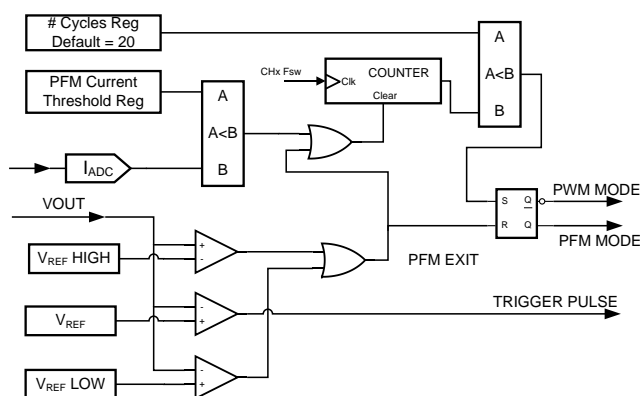 # Cycles Reg
Default = 20
A
A<B
B
CHx Fsw
Clk
COUNTER
Clear
PFM Current
Threshold Reg
A
A<B
B
IADC
VOUT
S
Q
Q
R
PWM MODE
PFM MODE
PFM EXIT
VREF HIGH
+
-
VREF
-
+
TRIGGER PULSE
VREF LOW
-
+